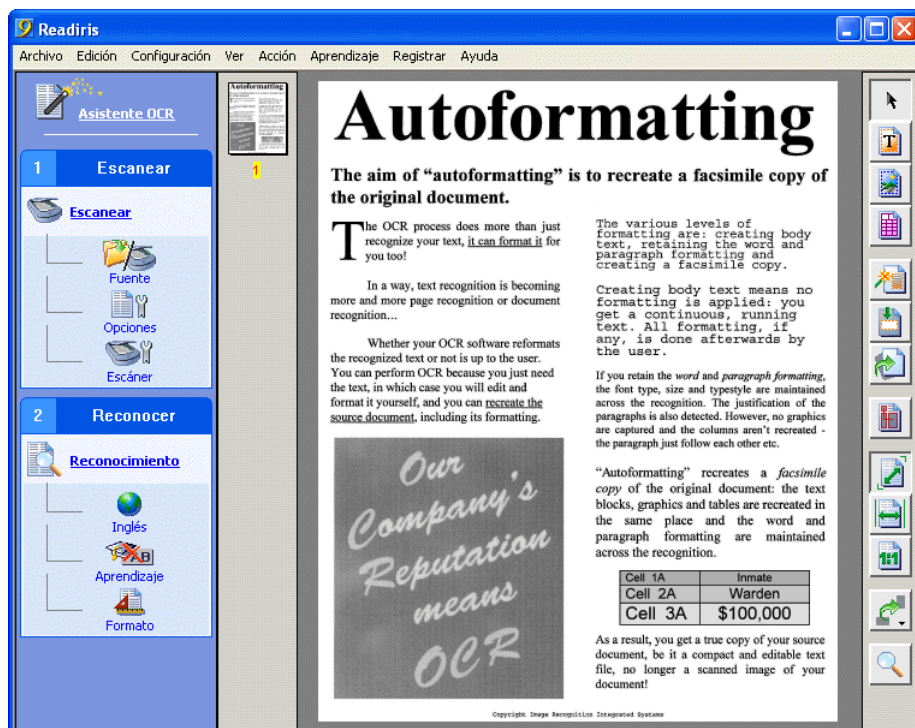 Readiris
Archivo Edición Configuración Ver Acción Aprendizaje Registrar Ayuda
Asistente OCR
1 Escanear
Escanear
Fuente
Opciones
Escáner
2 Reconocer
Reconocimiento
Inglés
Aprendizaje
Formato
Autoformatting
1
Autoformatting
The aim of “autoformatting” is to recreate a facsimile copy of
the original document.
The OCR process does more than just
recognize your text, it can format it for
you too!
In a way, text recognition is becoming
more and more page recognition or document
recognition...
Whether your OCR software reformats
the recognized text or not is up to the user.
You can perform OCR because you just need
the text, in which case you will edit and
format it yourself, and you can recreate the
source document, including its formatting.
Our
Company's
Reputation
means
OCR
The various levels of
formatting are: creating body
text, retaining the word and
paragraph formatting and
creating a facsimile copy.
Creating body text means no
formatting is applied: you
get a continuous, running
text. All formatting, if
any, is done afterwards by
the user.
If you retain the word and paragraph formatting,
the font type, size and typestyle are maintained
across the recognition. The justification of the
paragraphs is also detected. However, no graphics
are captured and the columns aren't recreated -
the paragraph just follow each other etc.
“Autoformatting” recreates a facsimile
copy of the original document: the text
blocks, graphics and tables are recreated in
the same place and the word and
paragraph formatting are maintained
across the recognition.
Cell 1A Inmate
Cell 2A Warden
Cell 3A $100,000
As a result, you get a true copy of your source
document, be it a compact and editable text
file, no longer a scanned image of your
document!
Copyright Image Recognition Integrated Systems
T
1:1